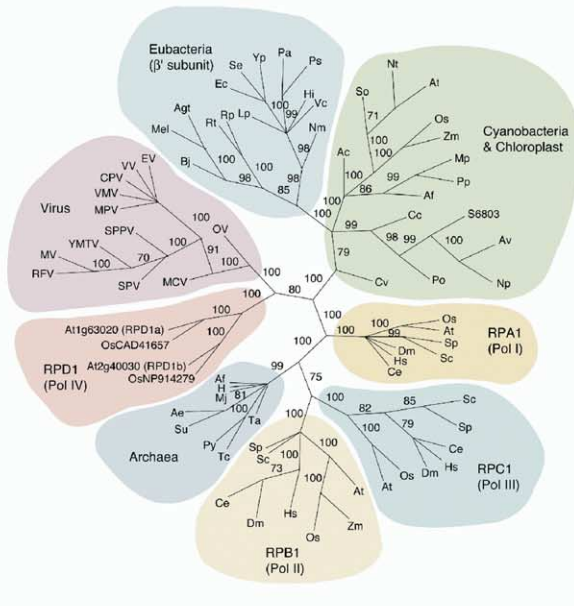 Eubacteria
(β' subunit)
Se
Yp
Pa
Ps
Ec
100
99
Hi
Vc
Lp
Nm
Agt
Rt
Rp
Mel
100
100
98
Bj
98
85
100
Nt
At
So
71
Os
100
100
Zm
Cyanobacteria
& Chloroplast
Ac
100
99
Mp
86
Pp
Af
99
Cc
S6803
98
99
100
Av
79
Cv
Po
Np
Virus
EV
VV
CPV
VMV
MPV
SPPV
100
OV
YMTV
MV
100
70
91
RFV
SPV
MCV
100
100
80
100
100
At1g63020 (RPD1a)
OsCAD41657
100
100
100
At2g40030 (RPD1b)
OsNP914279
RPD1
(Pol IV)
100
100
100
Os
At
99
Sp
Sc
Dm
Hs
Ce
RPA1
(Pol I)
99
Af
H
Mj
81
Ae
100
Ta
Su
Py
Tc
Archaea
75
100
100
82
85
Sc
Sp
100
79
Ce
Hs
At
Os
Dm
RPC1
(Pol III)
Sp
Sc
100
100
73
100
At
Ce
Dm
Hs
Os
Zm
RPB1
(Pol II)